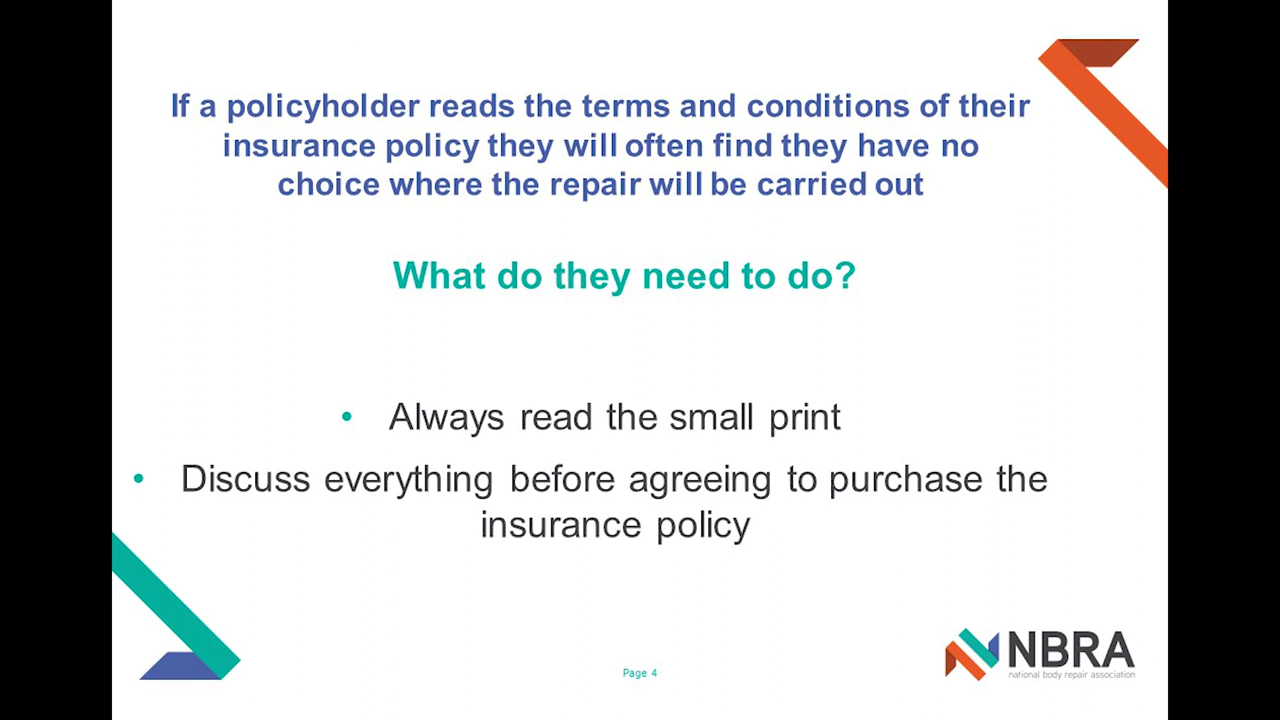 If a policyholder reads the terms and conditions of their
insurance policy they will often find they have no
choice where the repair will be carried out
What do they need to do?
• Always read the small print
• Discuss everything before agreeing to purchase the
insurance policy
Page 4
NBRA
national body repair association